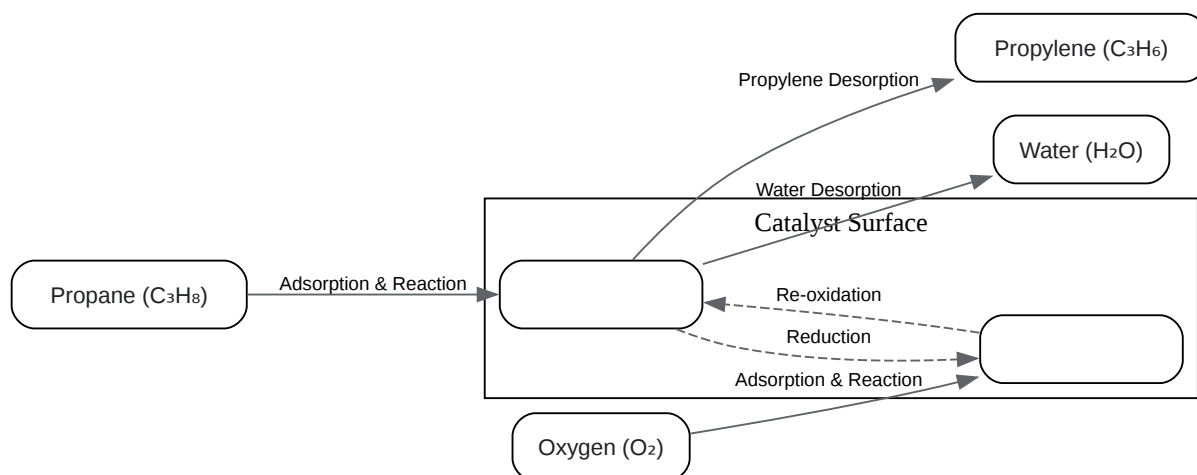 Propylene (C₃H₆)
Propylene Desorption
Water (H₂O)
Water Desorption
Catalyst Surface
Propane (C₃H₈)
Adsorption & Reaction
Re-oxidation
Reduction
Adsorption & Reaction
Oxygen (O₂)